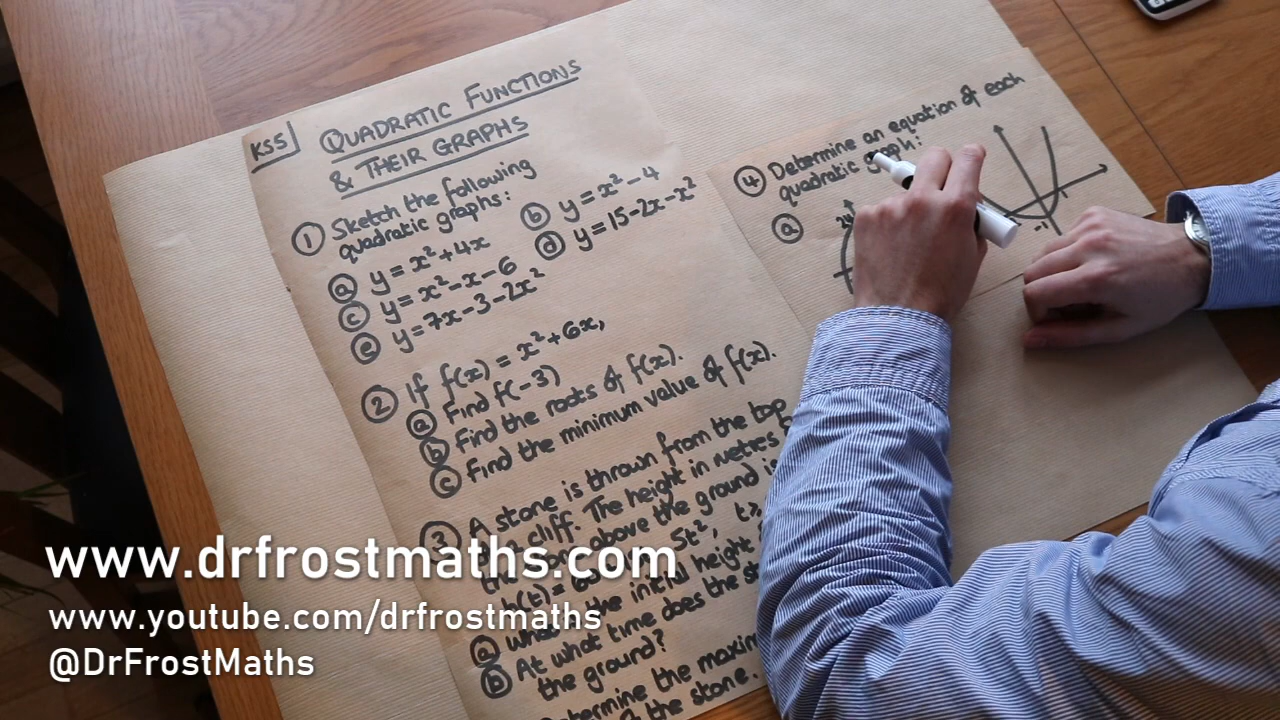 KS5
QUADRATIC FUNCTIONS
& THEIR GRAPHS
① Sketch the following
quadratic graphs:
ⓐ y=x²+4x
ⓑ y=x²-4
ⓒ y=x²-x-6
ⓓ y=15-2x-x²
ⓔ y=7x-3-2x²
② If f(x) = x²+6x,
ⓐ Find f(-3)
ⓑ Find the roots of f(x).
ⓒ Find the minimum value of f(x).
③ A stone is thrown from the top
cliff. The height in metres
above the ground is
h(t) = 5t², t≥
ⓐ What the initial height
ⓑ At what time does the
the ground?
the
the stone.
④ Determine an equation of each
quadratic graph:
ⓐ
24
1
-1
www.drfrostmaths.com
www.youtube.com/drfrostmaths
@DrFrostMaths